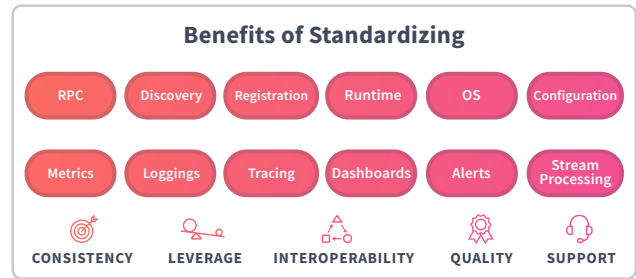 Benefits of Standardizing
RPC Discovery Registration Runtime OS Configuration
Metrics Loggings Tracing Dashboards Alerts Stream
Processing
CONSISTENCY LEVERAGE INTEROPERABILITY QUALITY SUPPORT